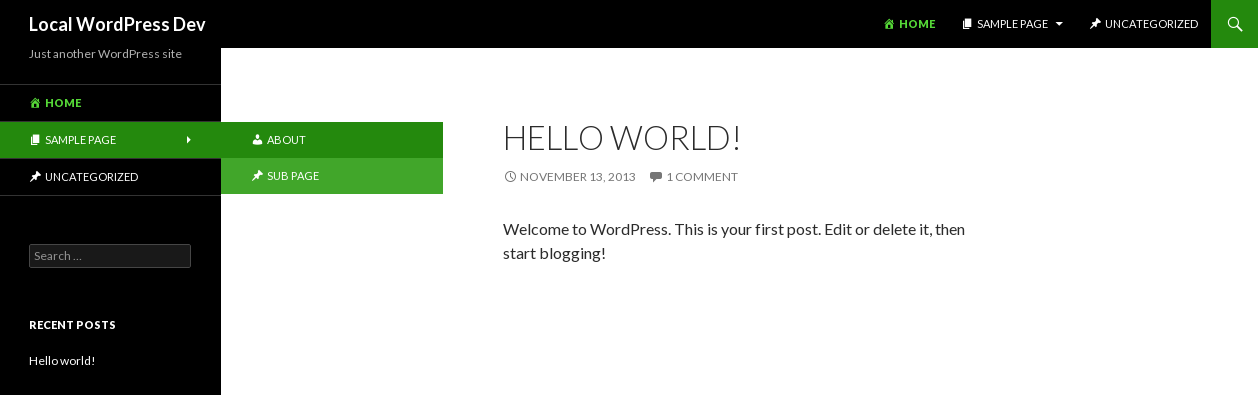 Local WordPress Dev
Just another WordPress site
HOME
SAMPLE PAGE
UNCATEGORIZED
HOME
SAMPLE PAGE
UNCATEGORIZED
ABOUT
SUB PAGE
Search ...
RECENT POSTS
Hello world!
HELLO WORLD!
NOVEMBER 13, 2013 1 COMMENT
Welcome to WordPress. This is your first post. Edit or delete it, then
start blogging!